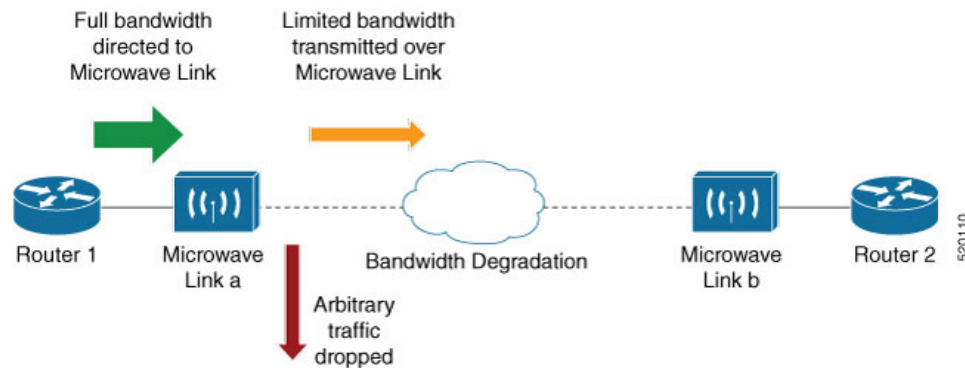 Full bandwidth
directed to
Microwave Link
Limited bandwidth
transmitted over
Microwave Link
Router 1
Microwave
Link a
Bandwidth Degradation
Microwave
Link b
Router 2
Arbitrary
traffic
dropped
520110